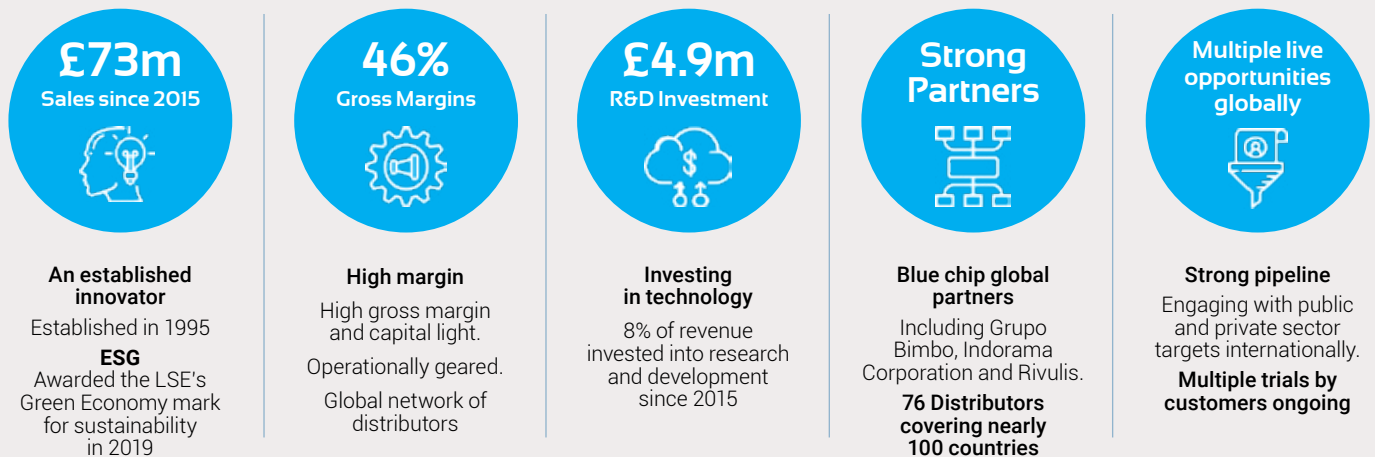 £73m
Sales since 2015
An established
innovator
Established in 1995
ESG
Awarded the LSE's
Green Economy mark
for sustainability
in 2019
46%
Gross Margins
High margin
High gross margin
and capital light.
Operationally geared.
Global network of
distributors
£4.9m
R&D Investment
$
Investing
in technology
8% of revenue
invested into research
and development
since 2015
Strong
Partners
Blue chip global
partners
Including Grupo
Bimbo, Indorama
Corporation and Rivulis.
76 Distributors
covering nearly
100 countries
Multiple live
opportunities
globally
Strong pipeline
Engaging with public
and private sector
targets internationally.
Multiple trials by
customers ongoing